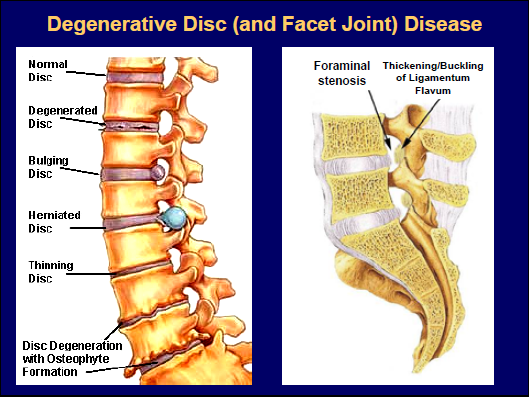 Degenerative Disc (and Facet Joint) Disease
Normal
Disc
Degenerated
Disc
Bulging
Disc
Herniated
Disc
Thinning
Disc
Disc Degeneration
with Osteophyte
Formation
Foraminal
stenosis
Thickening/Buckling
of Ligamentum
Flavum